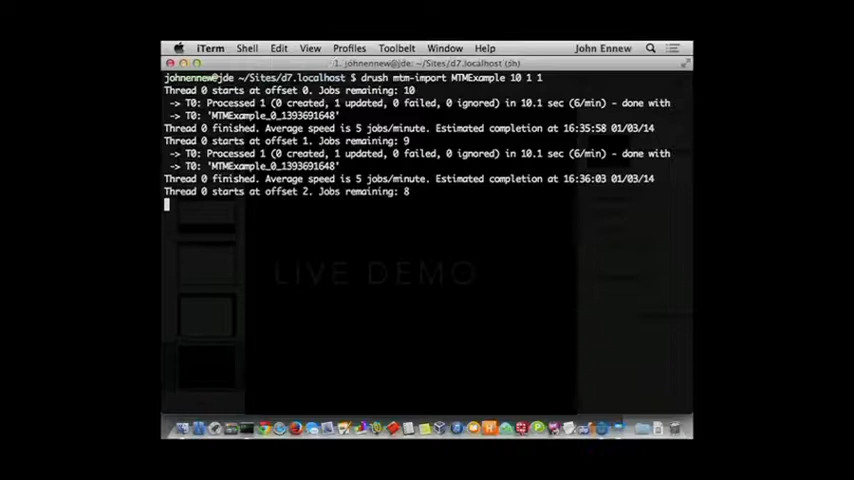 iTerm Shell Edit View Profiles Toolbelt Window Help John Ennew
1. johnennew@jde: ~/Sites/d7.localhost (sh)
johnennew@jde ~/Sites/d7.localhost $ drush mtm-import MTMExample 10 1 1
Thread 0 starts at offset 0. Jobs remaining: 10
-> T0: Processed 1 (0 created, 1 updated, 0 failed, 0 ignored) in 10.1 sec (6/min) - done with
-> T0: 'MTMExample_0_1393691648'
Thread 0 finished. Average speed is 5 jobs/minute. Estimated completion at 16:35:58 01/03/14
Thread 0 starts at offset 1. Jobs remaining: 9
-> T0: Processed 1 (0 created, 1 updated, 0 failed, 0 ignored) in 10.1 sec (6/min) - done with
-> T0: 'MTMExample_0_1393691648'
Thread 0 finished. Average speed is 5 jobs/minute. Estimated completion at 16:36:03 01/03/14
Thread 0 starts at offset 2. Jobs remaining: 8
LIVE DEMO